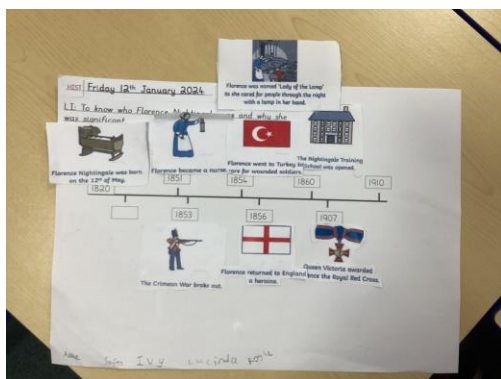 Florence was named 'Lady of the Lamp'
as she cared for people through the night
with a lamp in her hand.
HIST Friday 12th January 2024
LI: To know who Florence and why she
was significant
Florence Nightingale was born
on the 12th of May.
Florence became a nurse
Florence went to Turkey to
care for wounded soldiers.
The Nightingale Training
School was opened.
1820
1851
1854
1860
1910
1853
1856
1907
The Crimean War broke out.
Florence returned to England
a heroine.
Queen Victoria awarded
the Royal Red Cross.
Ivy Lucinda